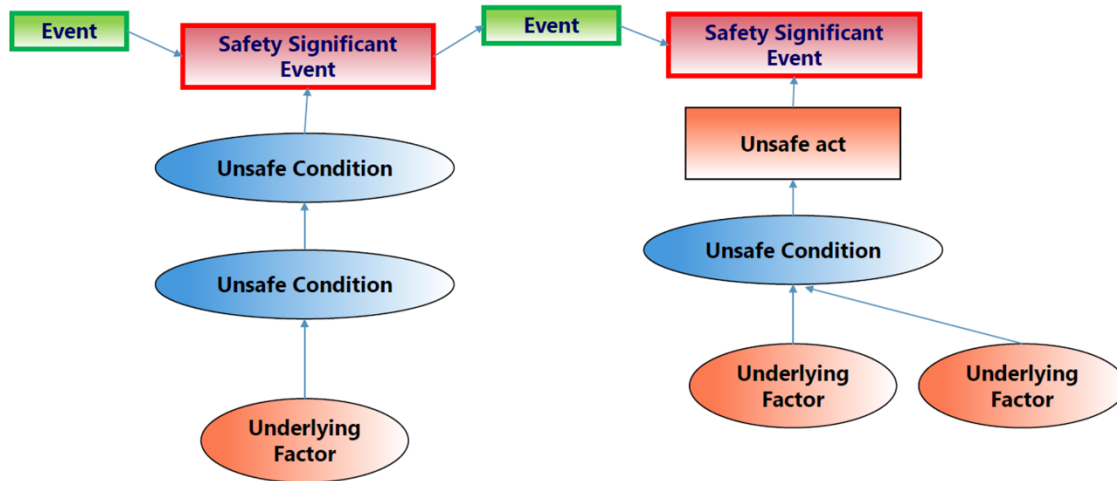 Event
Safety Significant
Event
Event
Safety Significant
Event
Unsafe act
Unsafe Condition
Unsafe Condition
Unsafe Condition
Underlying
Factor
Underlying
Factor
Underlying
Factor